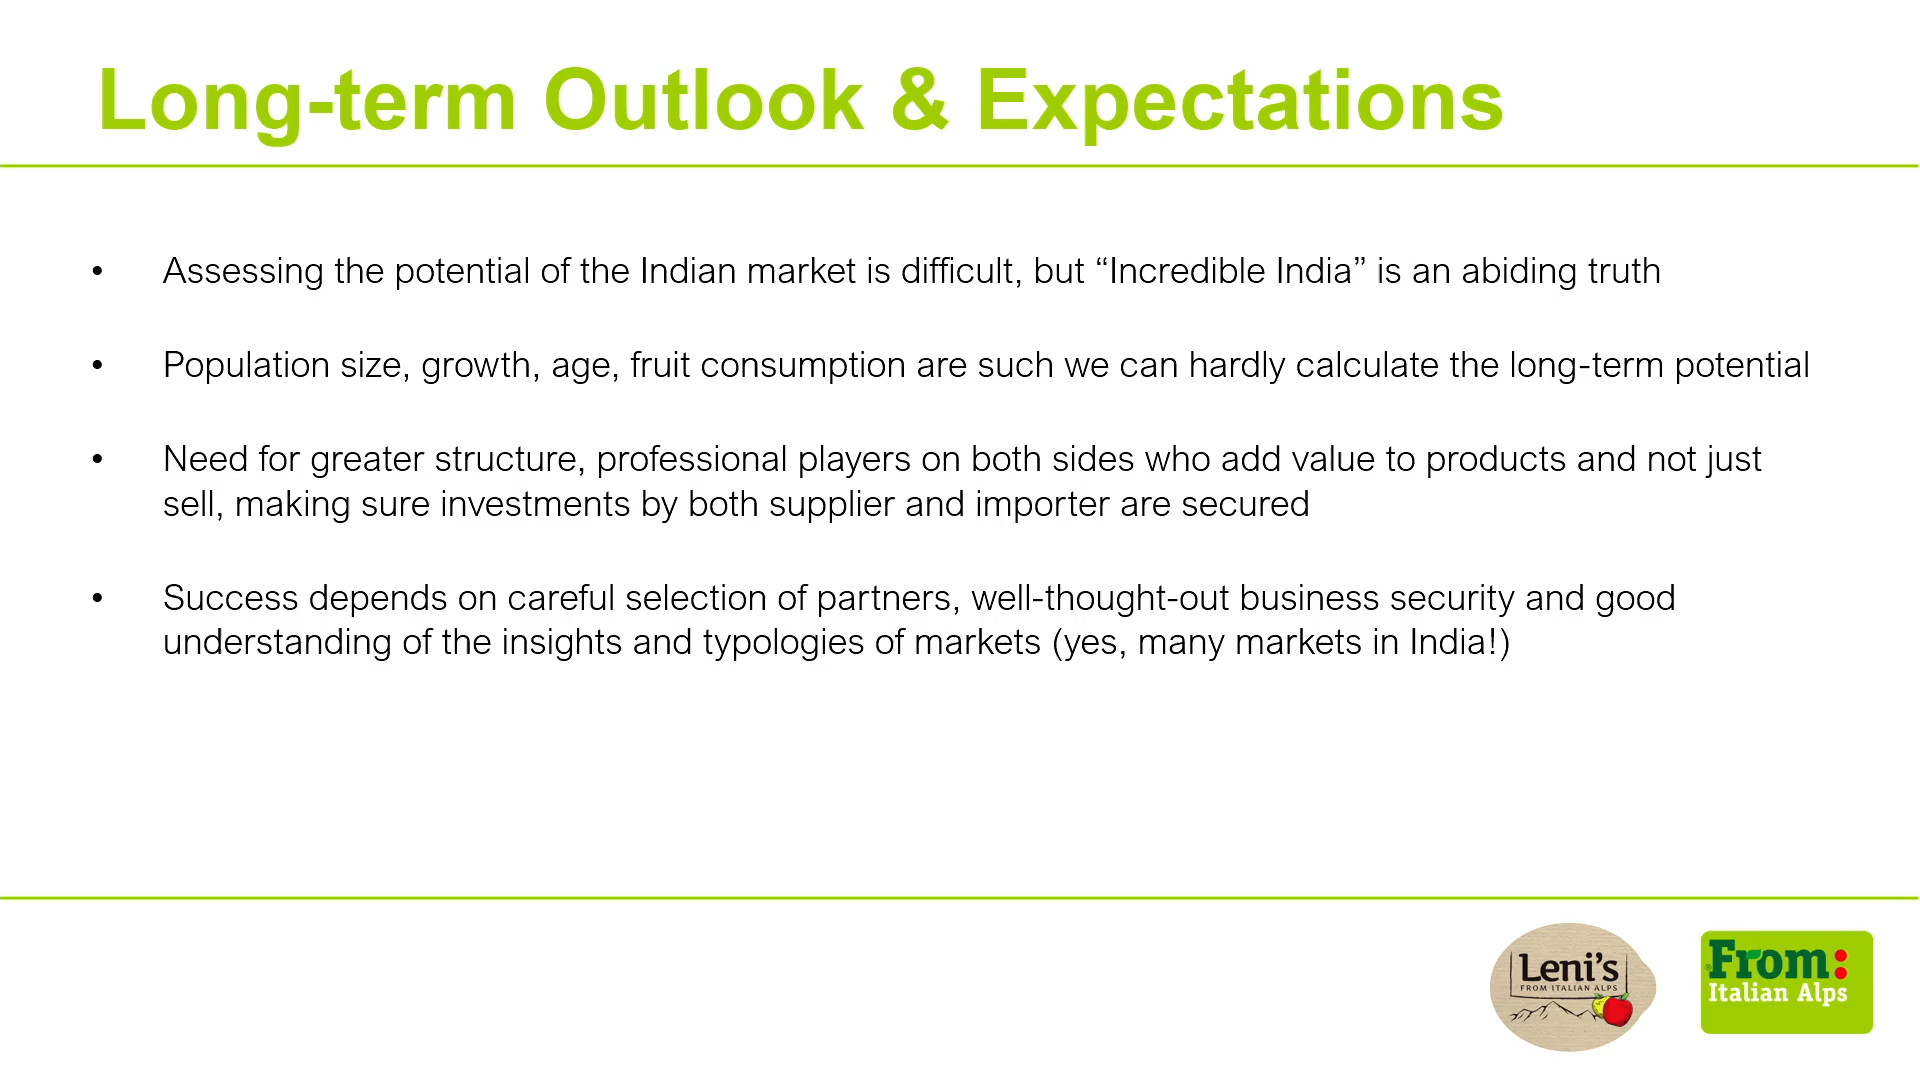 Long-term Outlook & Expectations
• Assessing the potential of the Indian market is difficult, but “Incredible India” is an abiding truth
• Population size, growth, age, fruit consumption are such we can hardly calculate the long-term potential
• Need for greater structure, professional players on both sides who add value to products and not just
sell, making sure investments by both supplier and importer are secured
• Success depends on careful selection of partners, well-thought-out business security and good
understanding of the insights and typologies of markets (yes, many markets in India!)
Leni’s
FROM ITALIAN ALPS
®From:
Italian Alps